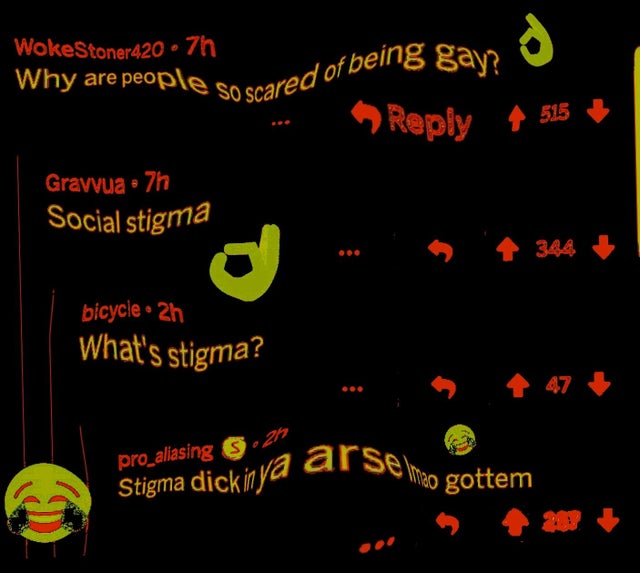 WokeStoner420 • 7h
Why are people so scared of being gay?
... Reply 515
Gravvua • 7h
Social stigma
... 344
bicycle • 2h
What's stigma?
... 47
pro_aliasing S • 2h
Stigma dick in ya arse lmao gottem
...